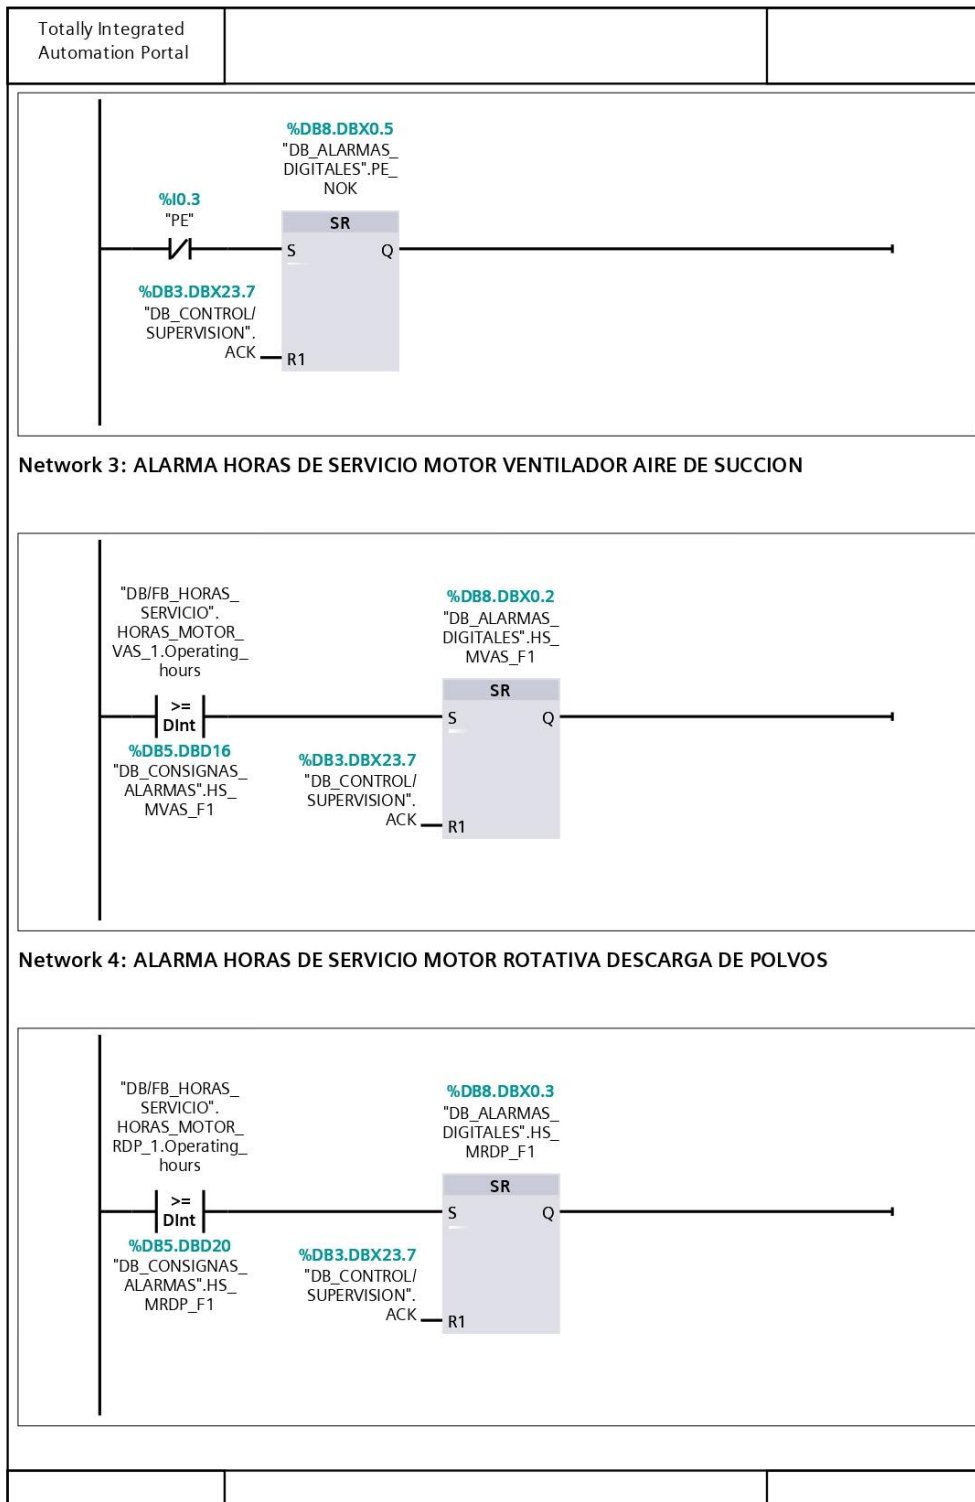 Totally Integrated
Automation Portal
%DB8.DBX0.5
"DB_ALARMAS_
DIGITALES".PE_
NOK
%I0.3
"PE"
SR
S
Q
%DB3.DBX23.7
"DB_CONTROL/
SUPERVISION".
ACK
R1
Network 3: ALARMA HORAS DE SERVICIO MOTOR VENTILADOR AIRE DE SUCCION
"DB/FB_HORAS_
SERVICIO".
HORAS_MOTOR_
VAS_1.Operating_
hours
%DB8.DBX0.2
"DB_ALARMAS_
DIGITALES".HS_
MVAS_F1
SR
>=
DInt
S
Q
%DB5.DBD16
"DB_CONSIGNAS_
ALARMAS".HS_
MVAS_F1
%DB3.DBX23.7
"DB_CONTROL/
SUPERVISION".
ACK
R1
Network 4: ALARMA HORAS DE SERVICIO MOTOR ROTATIVA DESCARGA DE POLVOS
"DB/FB_HORAS_
SERVICIO".
HORAS_MOTOR_
RDP_1.Operating_
hours
%DB8.DBX0.3
"DB_ALARMAS_
DIGITALES".HS_
MRDP_F1
SR
>=
DInt
S
Q
%DB5.DBD20
"DB_CONSIGNAS_
ALARMAS".HS_
MRDP_F1
%DB3.DBX23.7
"DB_CONTROL/
SUPERVISION".
ACK
R1